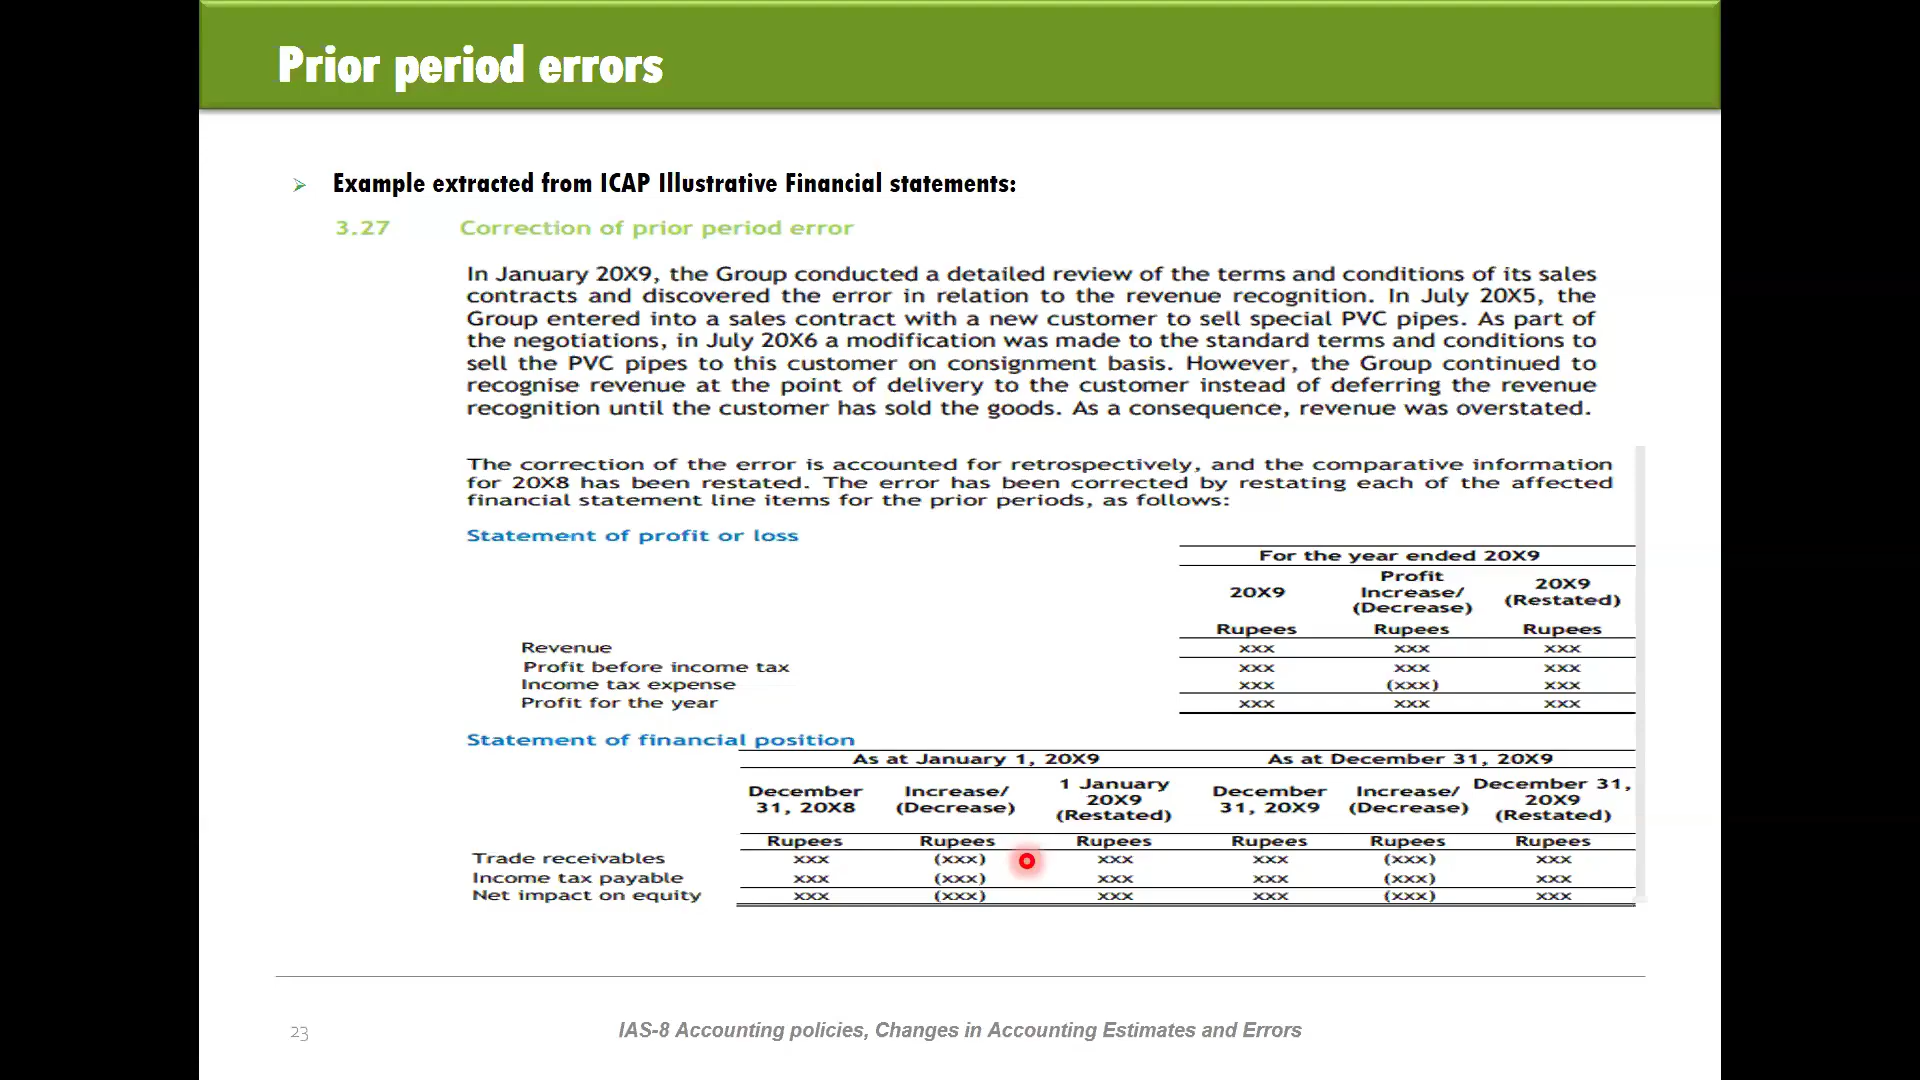 Prior period errors
Example extracted from ICAP Illustrative Financial statements:
3.27 Correction of prior period error
In January 20X9, the Group conducted a detailed review of the terms and conditions of its sales
contracts and discovered the error in relation to the revenue recognition. In July 20X5, the
Group entered into a sales contract with a new customer to sell special PVC pipes. As part of
the negotiations, in July 20X6 a modification was made to the standard terms and conditions to
sell the PVC pipes to this customer on consignment basis. However, the Group continued to
recognise revenue at the point of delivery to the customer instead of deferring the revenue
recognition until the customer has sold the goods. As a consequence, revenue was overstated.
The correction of the error is accounted for retrospectively, and the comparative information
for 20X8 has been restated. The error has been corrected by restating each of the affected
financial statement line items for the prior periods, as follows:
Statement of profit or loss
For the year ended 20X9
20X9 Profit Increase/ (Decrease) 20X9 (Restated)
Rupees Rupees Rupees
Revenue xxx xxx xxx
Profit before income tax xxx xxx xxx
Income tax expense xxx (xxx) xxx
Profit for the year xxx xxx xxx
Statement of financial position
As at January 1, 20X9 As at December 31, 20X9
December 31, 20X8 Increase/ (Decrease) 1 January 20X9 (Restated) December 31, 20X9 Increase/ (Decrease) December 31, 20X9 (Restated)
Rupees Rupees Rupees Rupees Rupees Rupees
Trade receivables xxx (xxx) xxx xxx (xxx) xxx
Income tax payable xxx (xxx) xxx xxx (xxx) xxx
Net impact on equity xxx (xxx) xxx xxx (xxx) xxx
23
IAS-8 Accounting policies, Changes in Accounting Estimates and Errors